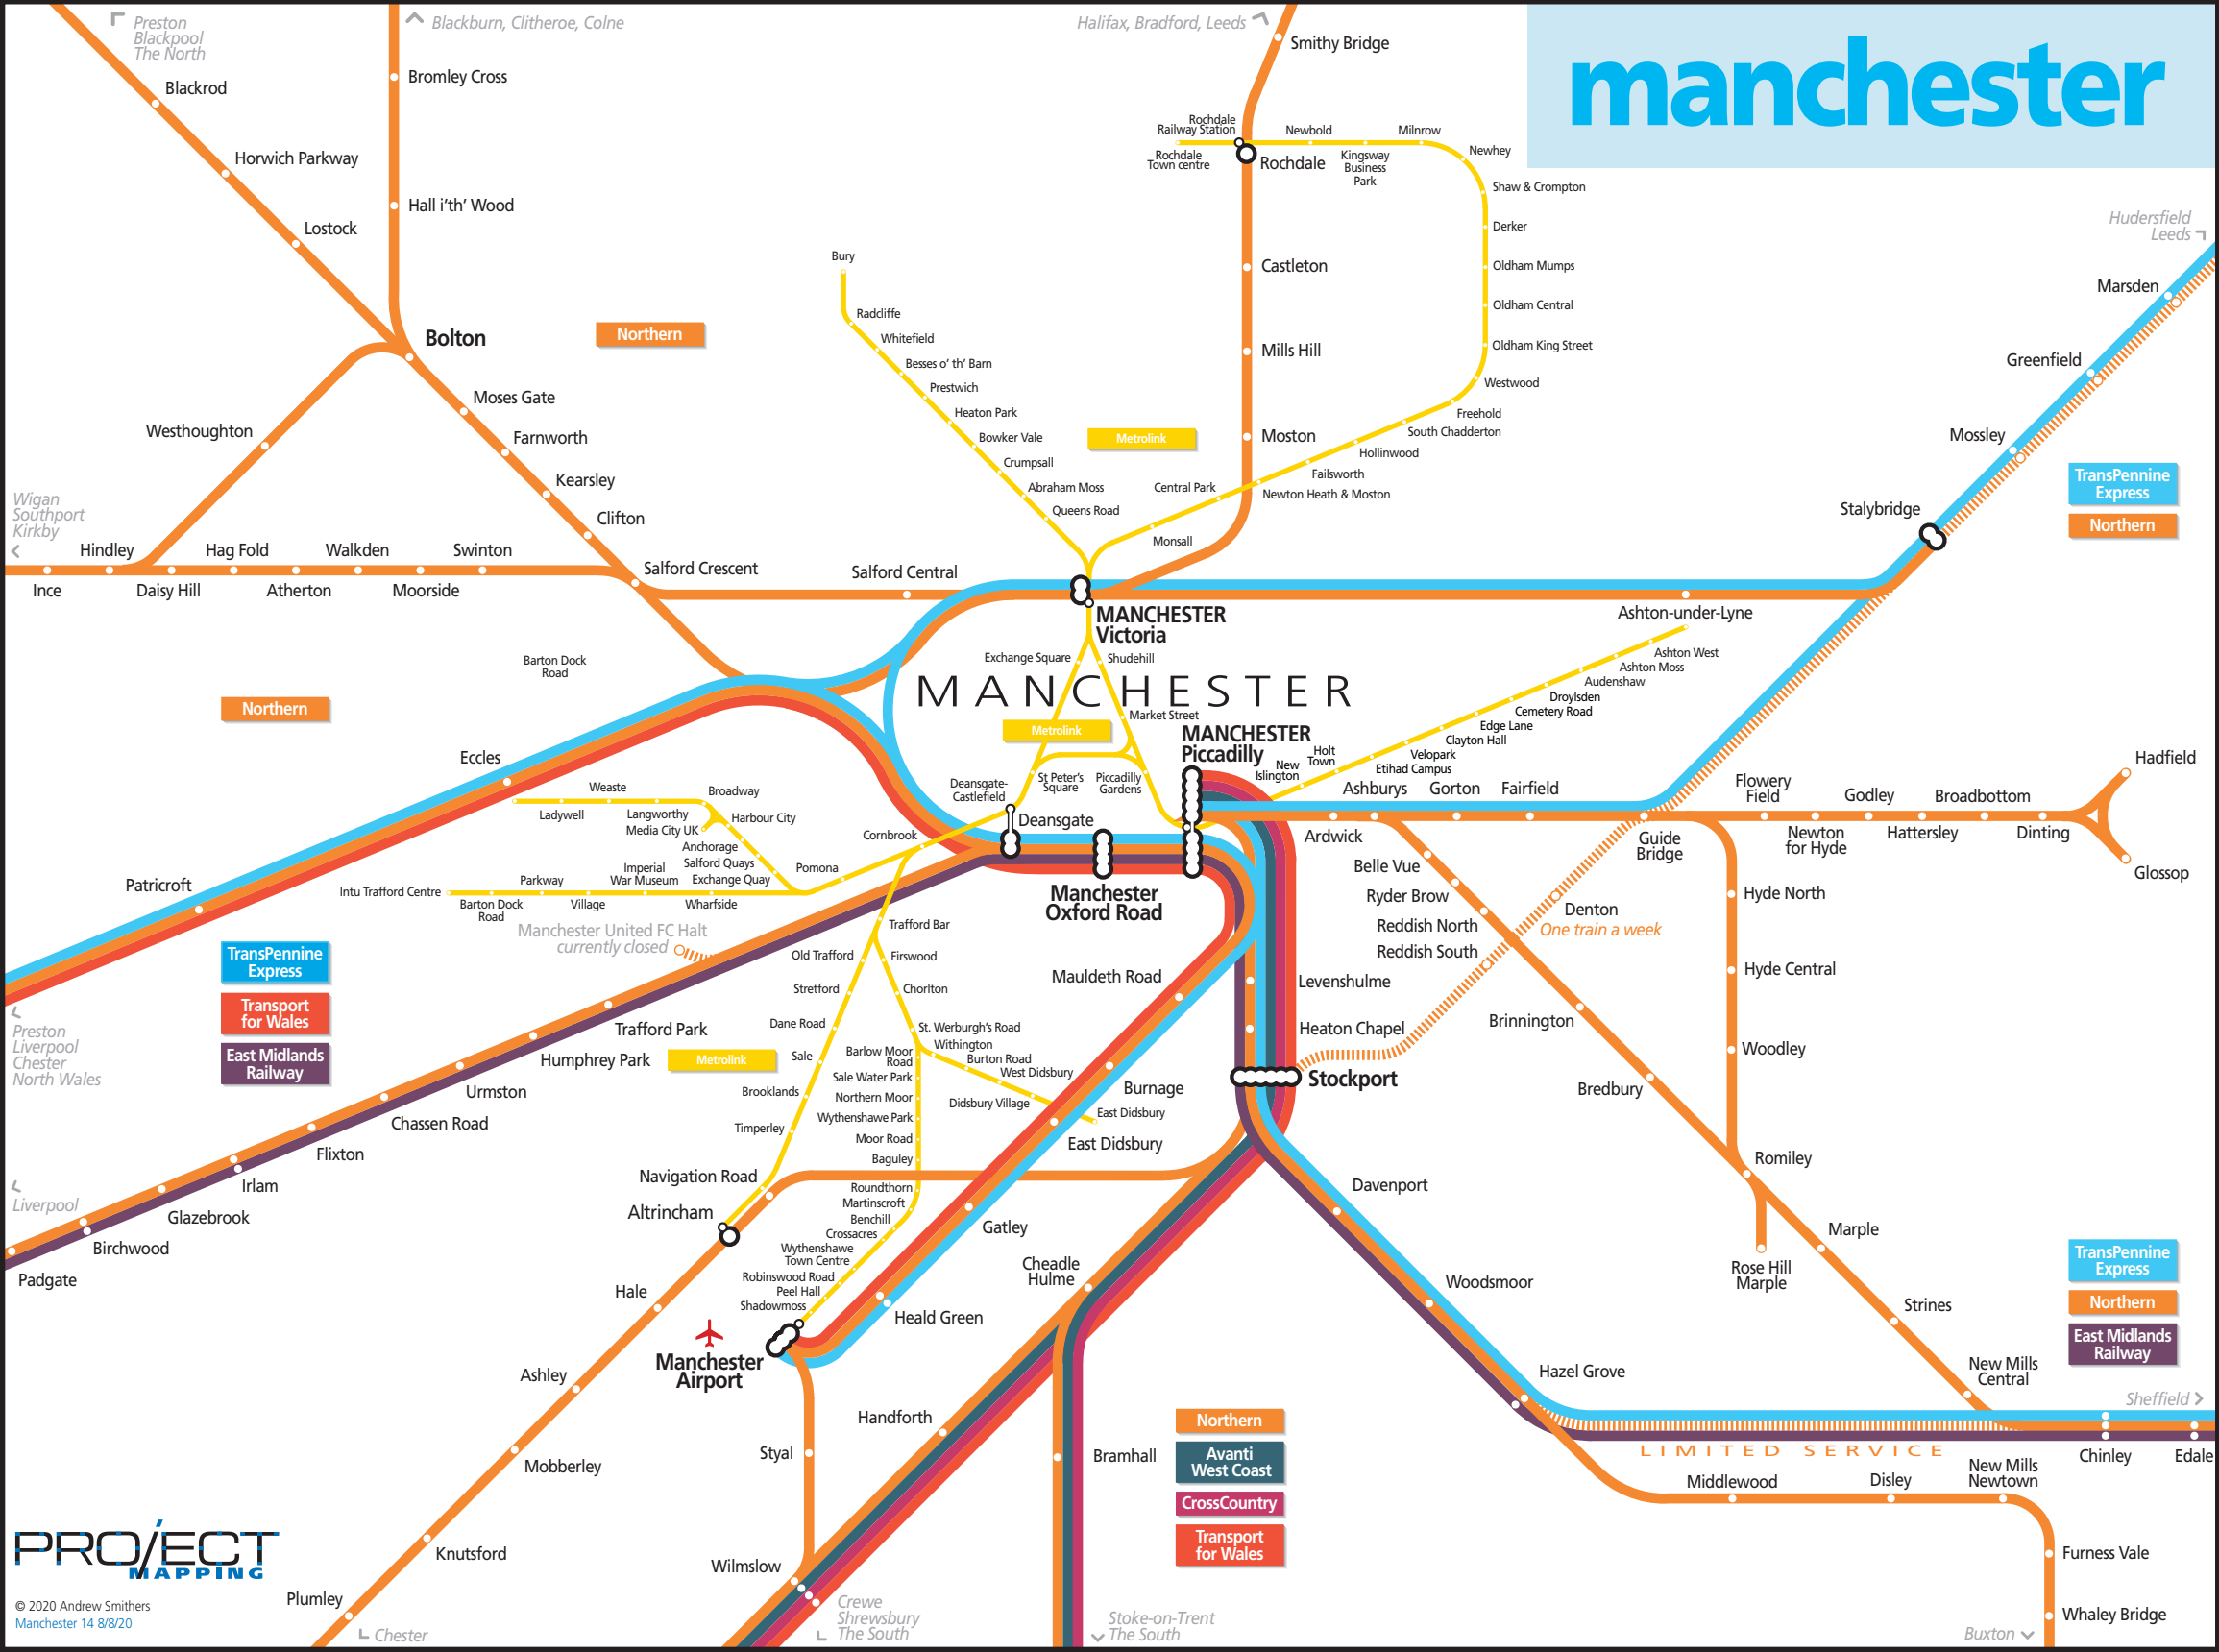 Preston
Blackpool
The North
Blackburn, Clitheroe, Colne
Halifax, Bradford, Leeds
manchester
Smithy Bridge
Blackrod
Bromley Cross
Horwich Parkway
Hall i'th' Wood
Lostock
Rochdale
Railway Station
Newbold
Milnrow
Rochdale
Town centre
Rochdale
Kingsway
Business
Park
Newhey
Shaw & Crompton
Derker
Oldham Mumps
Oldham Central
Oldham King Street
Westwood
Freehold
South Chadderton
Hollinwood
Failsworth
Newton Heath & Moston
Central Park
Monsall
Castleton
Mills Hill
Moston
Hudersfield
Leeds
Marsden
Greenfield
Mossley
Stalybridge
TransPennine
Express
Northern
Bury
Radcliffe
Whitefield
Besses o' th' Barn
Prestwich
Heaton Park
Bowker Vale
Crumpsall
Abraham Moss
Queens Road
Metrolink
Bolton
Northern
Moses Gate
Farnworth
Kearsley
Clifton
Westhoughton
Wigan
Southport
Kirkby
Hindley
Hag Fold
Walkden
Swinton
Ince
Daisy Hill
Atherton
Moorside
Salford Crescent
Salford Central
MANCHESTER
Victoria
Ashton-under-Lyne
Barton Dock
Road
Northern
Exchange Square
Shudehill
MANCHESTER
Market Street
Metrolink
MANCHESTER
Piccadilly
Ashton West
Ashton Moss
Audenshaw
Droylsden
Cemetery Road
Edge Lane
Clayton Hall
Velopark
Etihad Campus
Holt
Town
New
Islington
Eccles
Deansgate-
Castlefield
St Peter's
Square
Piccadilly
Gardens
Deansgate
Cornbrook
Manchester
Oxford Road
Weaste
Broadway
Ladywell
Langworthy
Media City UK
Harbour City
Anchorage
Salford Quays
Exchange Quay
Pomona
Imperial
War Museum
Parkway
Intu Trafford Centre
Barton Dock
Road
Village
Wharfside
Manchester United FC Halt
currently closed
Patricroft
Ashburys
Gorton
Fairfield
Ardwick
Guide
Bridge
Flowery
Field
Newton
for Hyde
Godley
Hattersley
Broadbottom
Dinting
Hadfield
Glossop
Belle Vue
Ryder Brow
Reddish North
Reddish South
Denton
One train a week
Hyde North
Hyde Central
Woodley
Brinnington
Bredbury
Romiley
Rose Hill
Marple
Marple
Strines
New Mills
Central
TransPennine
Express
Transport
for Wales
East Midlands
Railway
Preston
Liverpool
Chester
North Wales
Liverpool
Trafford Park
Humphrey Park
Urmston
Chassen Road
Flixton
Irlam
Glazebrook
Birchwood
Padgate
Metrolink
Trafford Bar
Old Trafford
Firswood
Stretford
Chorlton
Dane Road
St. Werburgh's Road
Withington
Sale
Barlow Moor
Road
Burton Road
West Didsbury
Sale Water Park
Brooklands
Northern Moor
Didsbury Village
East Didsbury
Wythenshawe Park
Timperley
Moor Road
Baguley
Navigation Road
Roundthorn
Martinscroft
Benchill
Crossacres
Wythenshawe
Town Centre
Robinswood Road
Peel Hall
Shadowmoss
Altrincham
Hale
Ashley
Mobberley
Knutsford
Plumley
Chester
Manchester
Airport
Mauldeth Road
Burnage
East Didsbury
Gatley
Heald Green
Levenshulme
Heaton Chapel
Stockport
Cheadle
Hulme
Handforth
Styal
Wilmslow
Bramhall
Crewe
Shrewsbury
The South
Stoke-on-Trent
The South
Northern
Avanti
West Coast
CrossCountry
Transport
for Wales
Davenport
Woodsmoor
Hazel Grove
LIMITED SERVICE
Middlewood
Disley
New Mills
Newtown
Furness Vale
Whaley Bridge
Buxton
TransPennine
Express
Northern
East Midlands
Railway
Sheffield
Chinley
Edale
PROJECT
MAPPING
© 2020 Andrew Smithers
Manchester 14 8/8/20